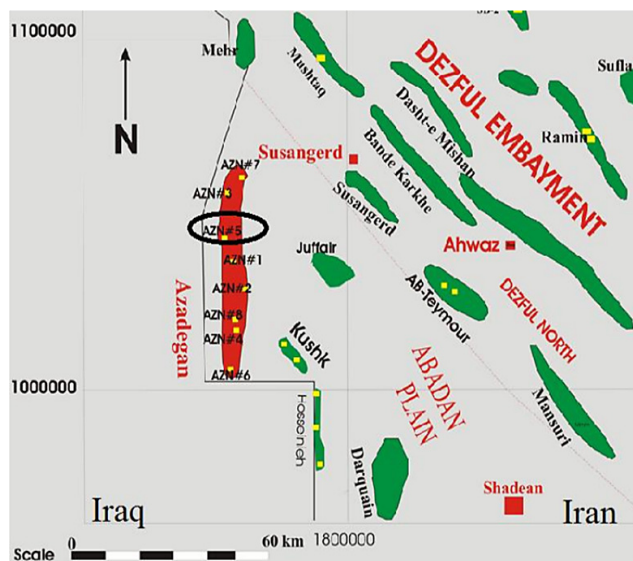 1100000
Mehr
Mushtaq
Sufla
DEZFUL EMBAYMENT
Dasht-e Mishan
Ramin
N
Susangerd
Bande Karkhe
AZN#7
AZN#3
Susangerd
AZN#5
Juffair
Ahwaz
AZN#1
AZN#2
AB-Teymour
DEZFUL NORTH
Azadegan
AZN#8
AZN#4
Kushk
ABADAN
PLAIN
AZN#6
1000000
Mansuri
Darquain
Shadean
Iraq
Iran
Scale
0
60 km
1800000